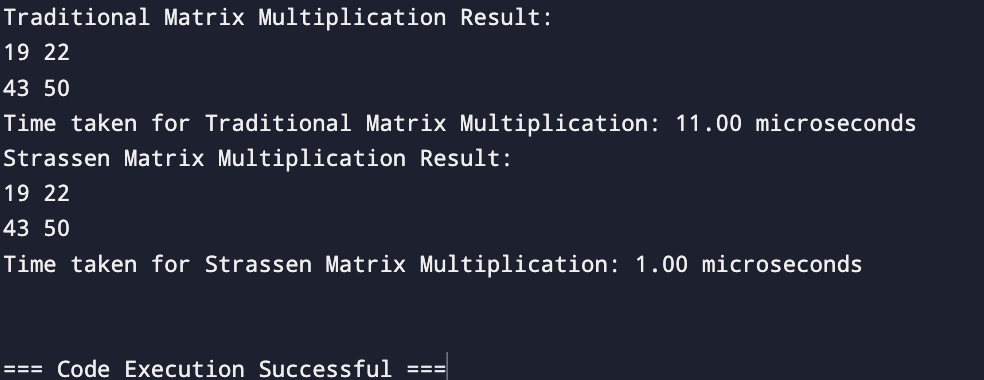 Traditional Matrix Multiplication Result:
19 22
43 50
Time taken for Traditional Matrix Multiplication: 11.00 microseconds
Strassen Matrix Multiplication Result:
19 22
43 50
Time taken for Strassen Matrix Multiplication: 1.00 microseconds
=== Code Execution Successful ===